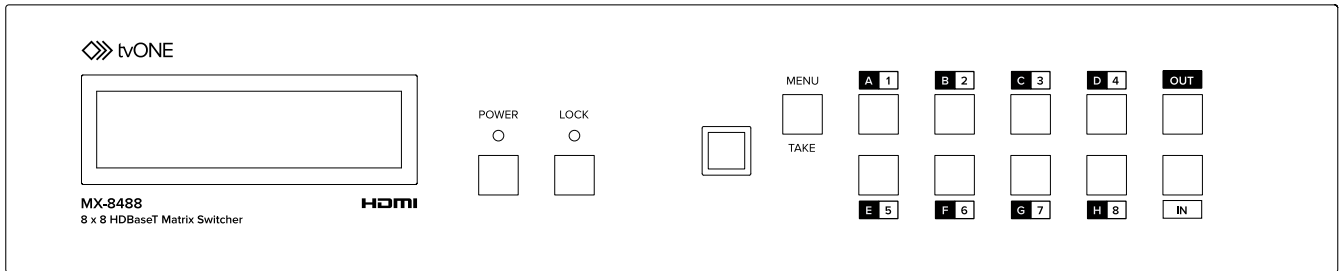 tvONE
MX-8488
8 x 8 HDBaseT Matrix Switcher
HDMI
POWER LOCK
MENU
TAKE
A 1 B 2 C 3 D 4 OUT
E 5 F 6 G 7 H 8 IN